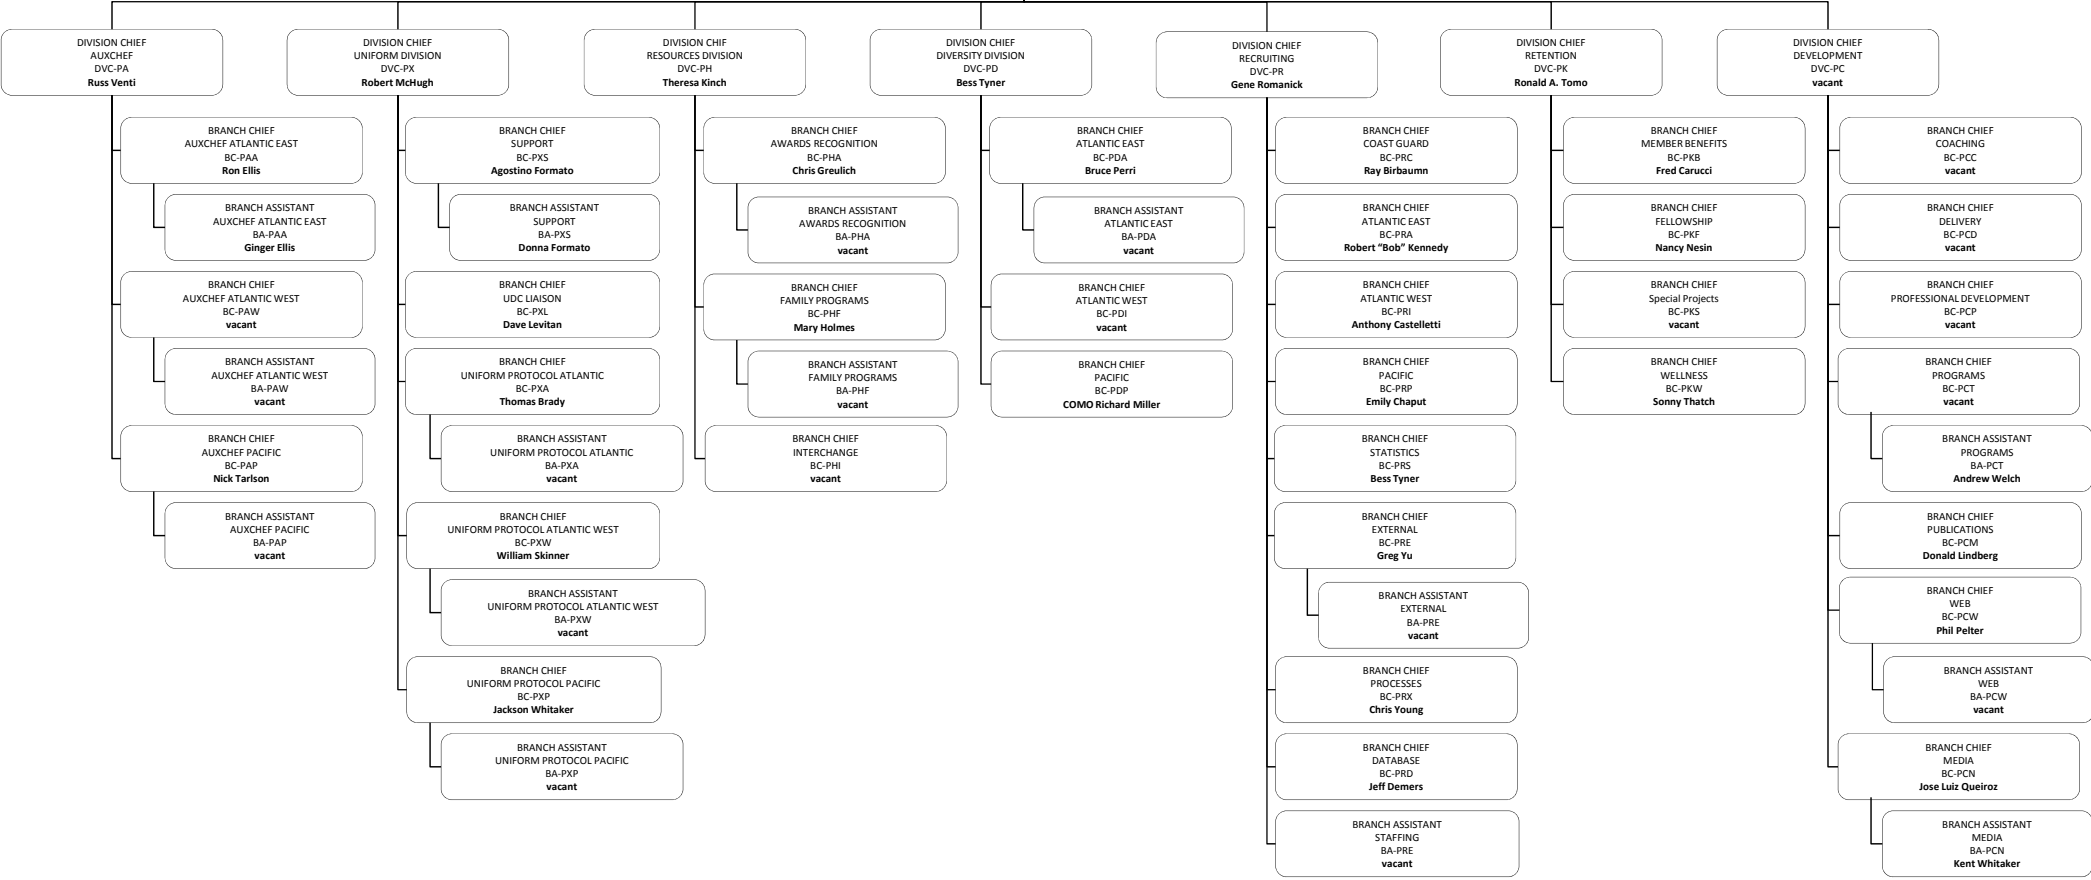 DIVISION CHIEF
AUXCHEF
DVC-PA
Russ Venti
BRANCH CHIEF
AUXCHEF ATLANTIC EAST
BC-PAA
Ron Ellis
BRANCH ASSISTANT
AUXCHEF ATLANTIC EAST
BA-PAA
Ginger Ellis
BRANCH CHIEF
AUXCHEF ATLANTIC WEST
BC-PAW
vacant
BRANCH ASSISTANT
AUXCHEF ATLANTIC WEST
BA-PAW
vacant
BRANCH CHIEF
AUXCHEF PACIFIC
BC-PAP
Nick Tarlson
BRANCH ASSISTANT
AUXCHEF PACIFIC
BA-PAP
vacant
DIVISION CHIEF
UNIFORM DIVISION
DVC-PX
Robert McHugh
BRANCH CHIEF
SUPPORT
BC-PXS
Agostino Formato
BRANCH ASSISTANT
SUPPORT
BA-PXS
Donna Formato
BRANCH CHIEF
UDC LIAISON
BC-PXL
Dave Levitan
BRANCH CHIEF
UNIFORM PROTOCOL ATLANTIC
BC-PXA
Thomas Brady
BRANCH ASSISTANT
UNIFORM PROTOCOL ATLANTIC
BA-PXA
vacant
BRANCH CHIEF
UNIFORM PROTOCOL ATLANTIC WEST
BC-PXW
William Skinner
BRANCH ASSISTANT
UNIFORM PROTOCOL ATLANTIC WEST
BA-PXW
vacant
BRANCH CHIEF
UNIFORM PROTOCOL PACIFIC
BC-PXP
Jackson Whitaker
BRANCH ASSISTANT
UNIFORM PROTOCOL PACIFIC
BA-PXP
vacant
DIVISION CHIF
RESOURCES DIVISION
DVC-PH
Theresa Kinch
BRANCH CHIEF
AWARDS RECOGNITION
BC-PHA
Chris Greulich
BRANCH ASSISTANT
AWARDS RECOGNITION
BA-PHA
vacant
BRANCH CHIEF
FAMILY PROGRAMS
BC-PHF
Mary Holmes
BRANCH ASSISTANT
FAMILY PROGRAMS
BA-PHF
vacant
BRANCH CHIEF
INTERCHANGE
BC-PHI
vacant
DIVISION CHIEF
DIVERSITY DIVISION
DVC-PD
Bess Tyner
BRANCH CHIEF
ATLANTIC EAST
BC-PDA
Bruce Perri
BRANCH ASSISTANT
ATLANTIC EAST
BA-PDA
vacant
BRANCH CHIEF
ATLANTIC WEST
BC-PDI
vacant
BRANCH CHIEF
PACIFIC
BC-PDP
COMO Richard Miller
DIVISION CHIEF
RECRUITING
DVC-PR
Gene Romanick
BRANCH CHIEF
COAST GUARD
BC-PRC
Ray Birbaumn
BRANCH CHIEF
ATLANTIC EAST
BC-PRA
Robert “Bob” Kennedy
BRANCH CHIEF
ATLANTIC WEST
BC-PRI
Anthony Castelletti
BRANCH CHIEF
PACIFIC
BC-PRP
Emily Chaput
BRANCH CHIEF
STATISTICS
BC-PRS
Bess Tyner
BRANCH CHIEF
EXTERNAL
BC-PRE
Greg Yu
BRANCH ASSISTANT
EXTERNAL
BA-PRE
vacant
BRANCH CHIEF
PROCESSES
BC-PRX
Chris Young
BRANCH CHIEF
DATABASE
BC-PRD
Jeff Demers
BRANCH ASSISTANT
STAFFING
BA-PRE
vacant
DIVISION CHIEF
RETENTION
DVC-PK
Ronald A. Tomo
BRANCH CHIEF
MEMBER BENEFITS
BC-PKB
Fred Carucci
BRANCH CHIEF
FELLOWSHIP
BC-PKF
Nancy Nesin
BRANCH CHIEF
Special Projects
BC-PKS
vacant
BRANCH CHIEF
WELLNESS
BC-PKW
Sonny Thatch
DIVISION CHIEF
DEVELOPMENT
DVC-PC
vacant
BRANCH CHIEF
COACHING
BC-PCC
vacant
BRANCH CHIEF
DELIVERY
BC-PCD
vacant
BRANCH CHIEF
PROFESSIONAL DEVELOPMENT
BC-PCP
vacant
BRANCH CHIEF
PROGRAMS
BC-PCT
vacant
BRANCH ASSISTANT
PROGRAMS
BA-PCT
Andrew Welch
BRANCH CHIEF
PUBLICATIONS
BC-PCM
Donald Lindberg
BRANCH CHIEF
WEB
BC-PCW
Phil Pelter
BRANCH ASSISTANT
WEB
BA-PCW
vacant
BRANCH CHIEF
MEDIA
BC-PCN
Jose Luiz Queiroz
BRANCH ASSISTANT
MEDIA
BA-PCN
Kent Whitaker